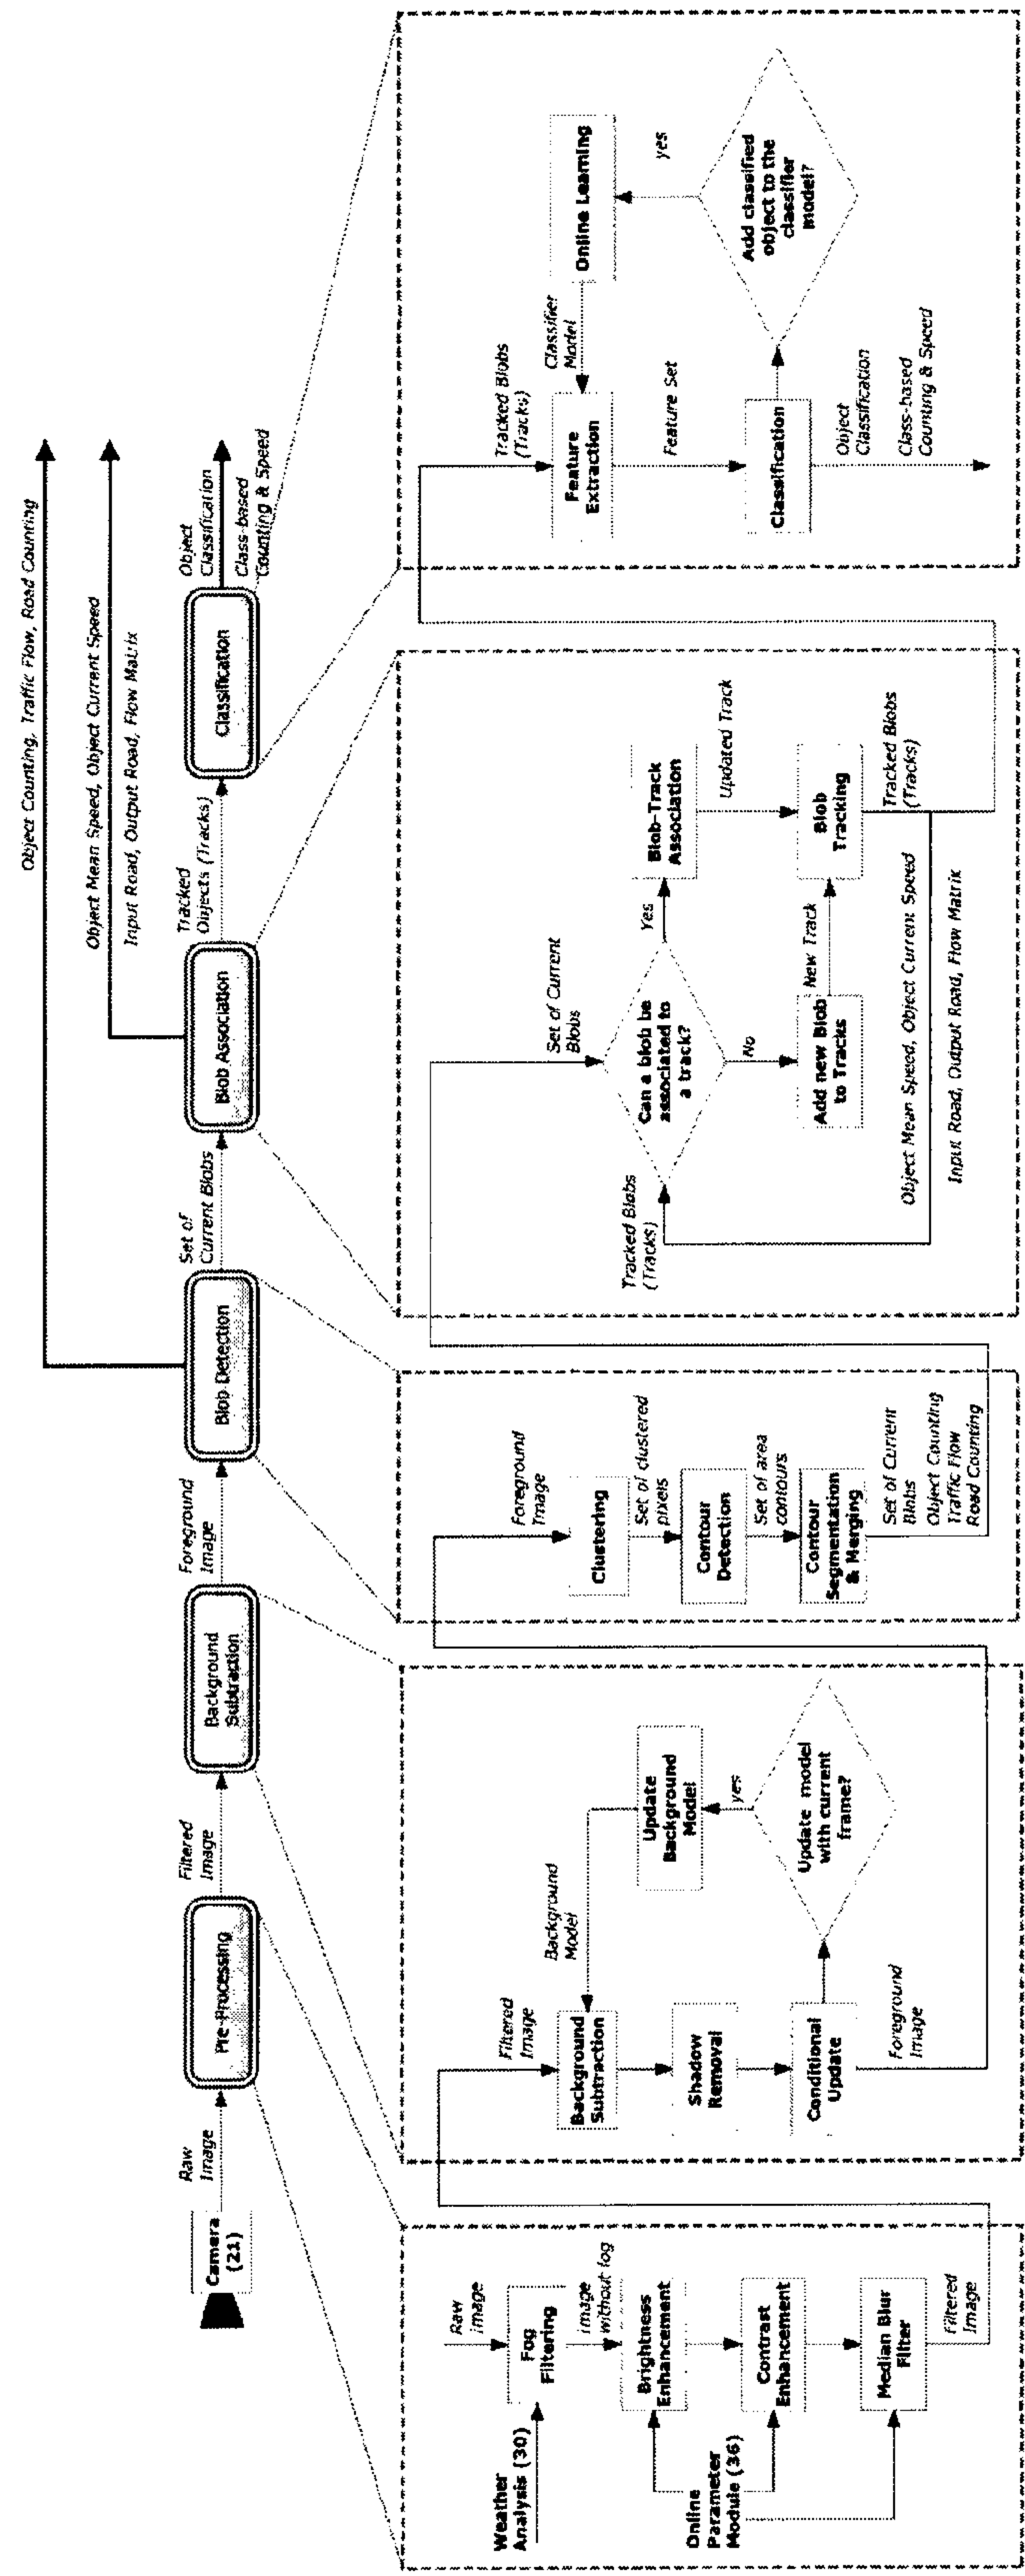 Object Counting, Traffic Flow, Road Counting
Object Mean Speed, Object Current Speed
Input Road, Output Road, Flow Matrix
Camera
(21)
Raw
Image
Pre-Processing
Filtered
Image
Background
Subtraction
Foreground
Image
Blob Detection
Set of
Current Blobs
Blob Association
Tracked
Objects (Tracks)
Classification
Object
Classification
Class-based
Counting & Speed
Weather
Analysis (30)
Raw
image
Fog
Filtering
image
without fog
Brightness
Enhancement
Online
Parameter
Module (36)
Contrast
Enhancement
Median Blur
Filter
Filtered
Image
Filtered
Image
Background
Subtraction
Background
Model
Update
Background
Model
Shadow
Removal
yes
Conditional
Update
Update model
with current
frame?
Foreground
Image
Foreground
Image
Clustering
Set of clustered
pixels
Contour
Detection
Set of area
contours
Contour
Segmentation
& Merging
Set of Current
Blobs
Object Counting
Traffic Flow
Road Counting
Set of Current
Blobs
Tracked Blobs
(Tracks)
Can a blob be
associated to
a track?
Yes
Blob-Track
Association
No
Updated Track
Add new Blob
to Tracks
New Track
Blob
Tracking
Tracked Blobs
(Tracks)
Object Mean Speed, Object Current Speed
Input Road, Output Road, Flow Matrix
Tracked Blobs
(Tracks)
Feature
Extraction
Classifier
Model
Online Learning
Feature Set
yes
Classification
Add classified
object to the
classifier
model?
Object
Classification
Class-based
Counting & Speed